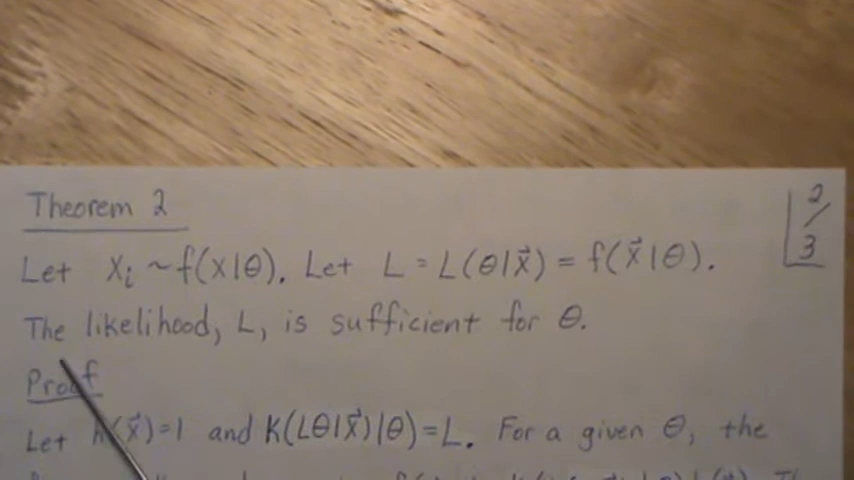 Theorem 2
2/3
Let Xi ~ f(x|θ). Let L = L(θ|x⃗) = f(x⃗|θ).
The likelihood, L, is sufficient for θ.
Proof
Let h(x⃗)=1 and K(Lθ|x⃗)|θ)=L. For a given θ, the